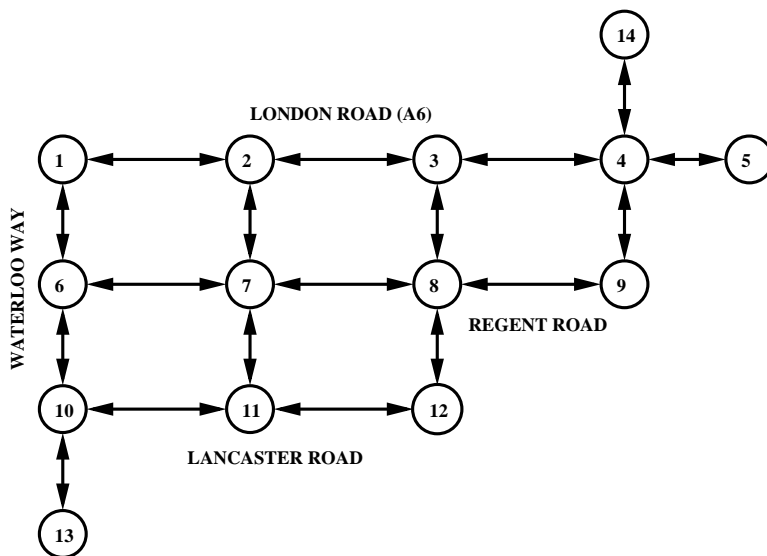 14
LONDON ROAD (A6)
1 2 3 4 5
WATERLOO WAY
6 7 8 9
REGENT ROAD
10 11 12
LANCASTER ROAD
13